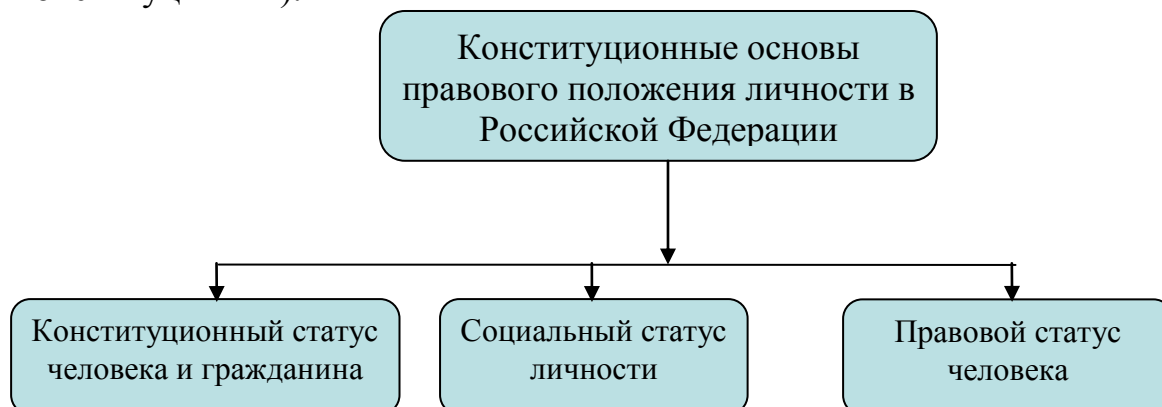 Конституционные основы
правового положения личности в
Российской Федерации
Конституционный статус
человека и гражданина
Социальный статус
личности
Правовой статус
человека